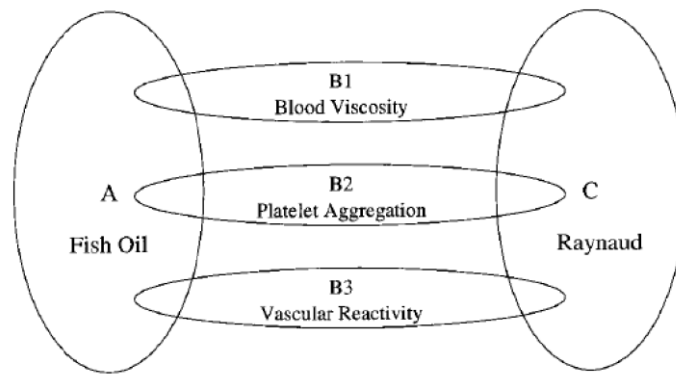 B1
Blood Viscosity
A
B2
C
Platelet Aggregation
Fish Oil
Raynaud
B3
Vascular Reactivity